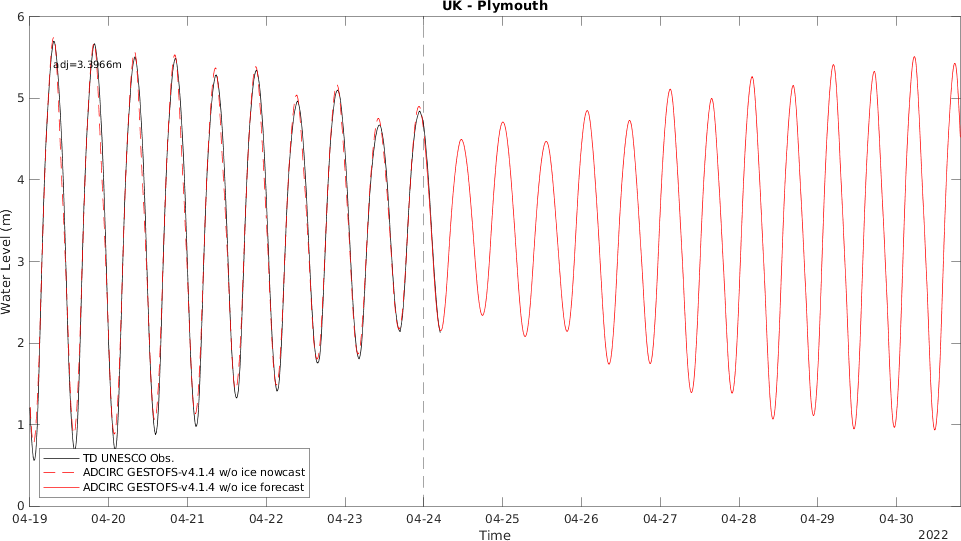 UK - Plymouth
6
adj=3.3966m
5
4
3
2
1
0
Water Level (m)
TD UNESCO Obs.
ADCIRC GESTOFS-v4.1.4 w/o ice nowcast
ADCIRC GESTOFS-v4.1.4 w/o ice forecast
04-19 04-20 04-21 04-22 04-23 04-24 04-25 04-26 04-27 04-28 04-29 04-30
Time
2022